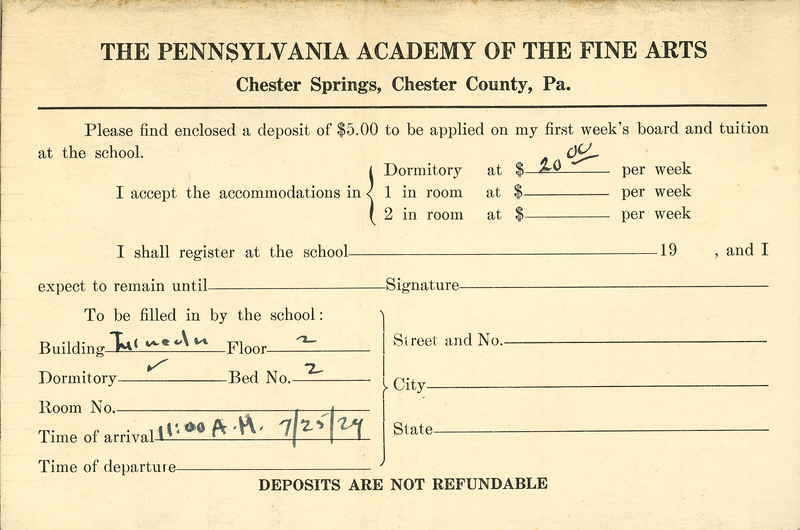 THE PENNSYLVANIA ACADEMY OF THE FINE ARTS
Chester Springs, Chester County, Pa.
Please find enclosed a deposit of $5.00 to be applied on my first week's board and tuition
at the school.
I accept the accommodations in
Dormitory at $ 20 00 per week
1 in room at $ per week
2 in room at $ per week
I shall register at the school 19 , and I
expect to remain until Signature
To be filled in by the school:
Building Floor 2
Dormitory ✓ Bed No. 2
Room No.
Time of arrival 11:00 A.M. 7/25/29
Time of departure
Street and No.
City
State
DEPOSITS ARE NOT REFUNDABLE